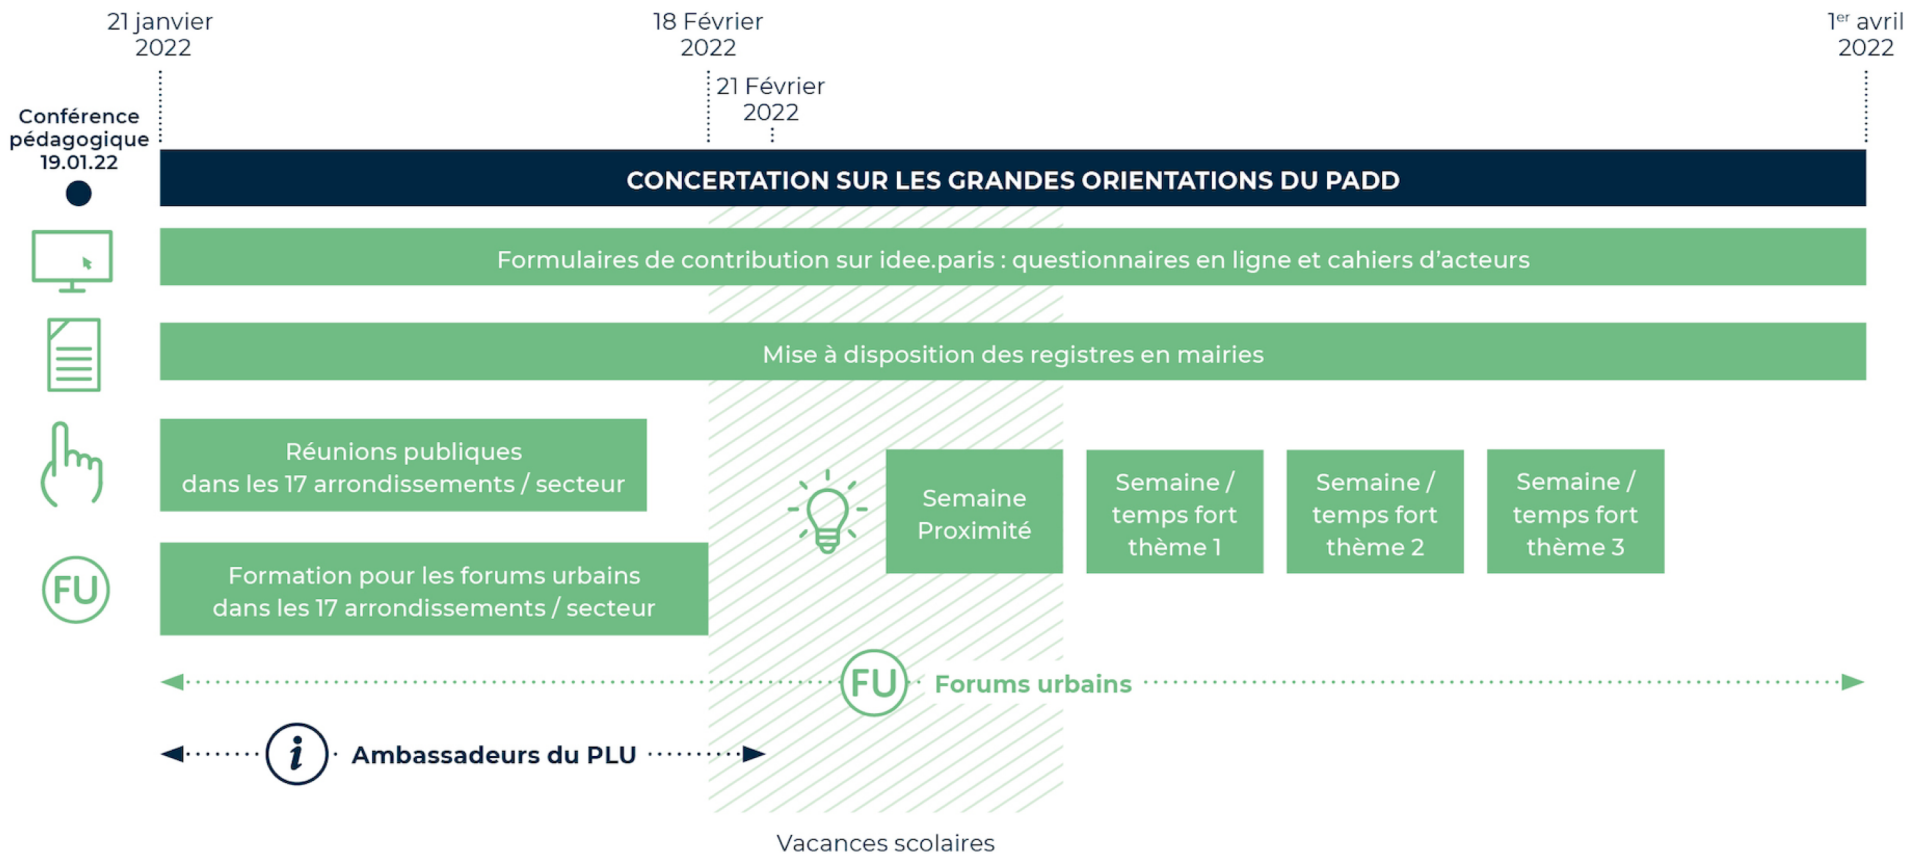 21 janvier
2022
18 Février
2022
1er avril
2022
21 Février
2022
Conférence
pédagogique
19.01.22
CONCERTATION SUR LES GRANDES ORIENTATIONS DU PADD
Formulaires de contribution sur idee.paris : questionnaires en ligne et cahiers d’acteurs
Mise à disposition des registres en mairies
Réunions publiques
dans les 17 arrondissements / secteur
Semaine
Proximité
Semaine /
temps fort
thème 1
Semaine /
temps fort
thème 2
Semaine /
temps fort
thème 3
FU
Formation pour les forums urbains
dans les 17 arrondissements / secteur
FU Forums urbains
i Ambassadeurs du PLU
Vacances scolaires